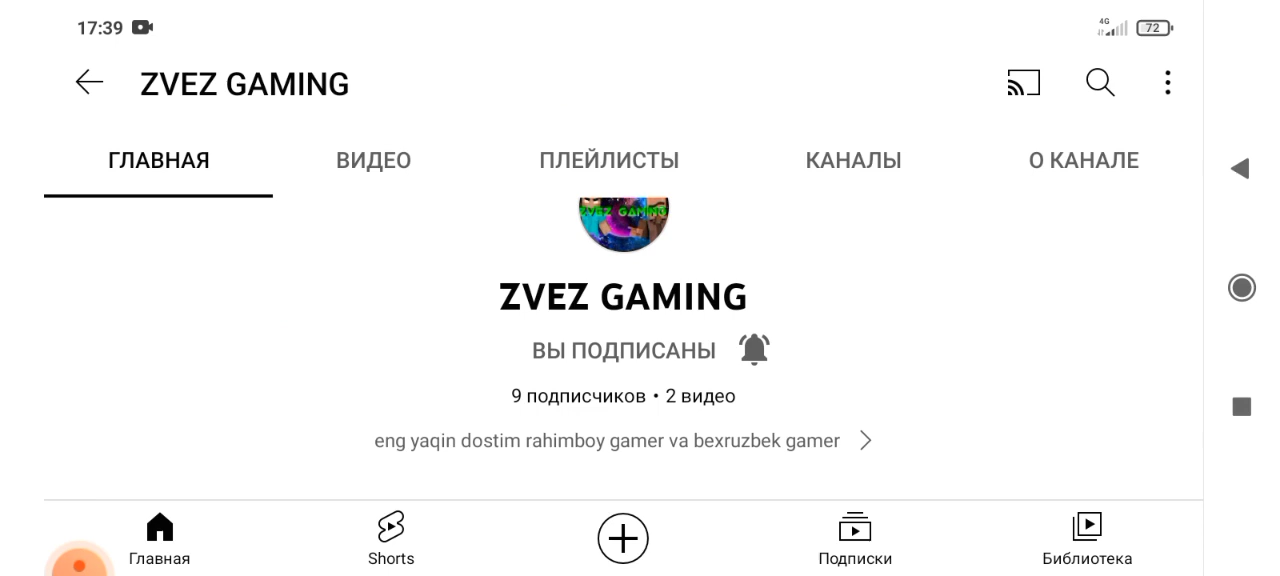 17:39
4G
72
ZVEZ GAMING
ГЛАВНАЯ
ВИДЕО
ПЛЕЙЛИСТЫ
КАНАЛЫ
О КАНАЛЕ
ZVEZ GAMING
ZVEZ GAMING
ВЫ ПОДПИСАНЫ
9 подписчиков • 2 видео
eng yaqin dostim rahimboy gamer va bexruzbek gamer
Главная
Shorts
Подписки
Библиотека